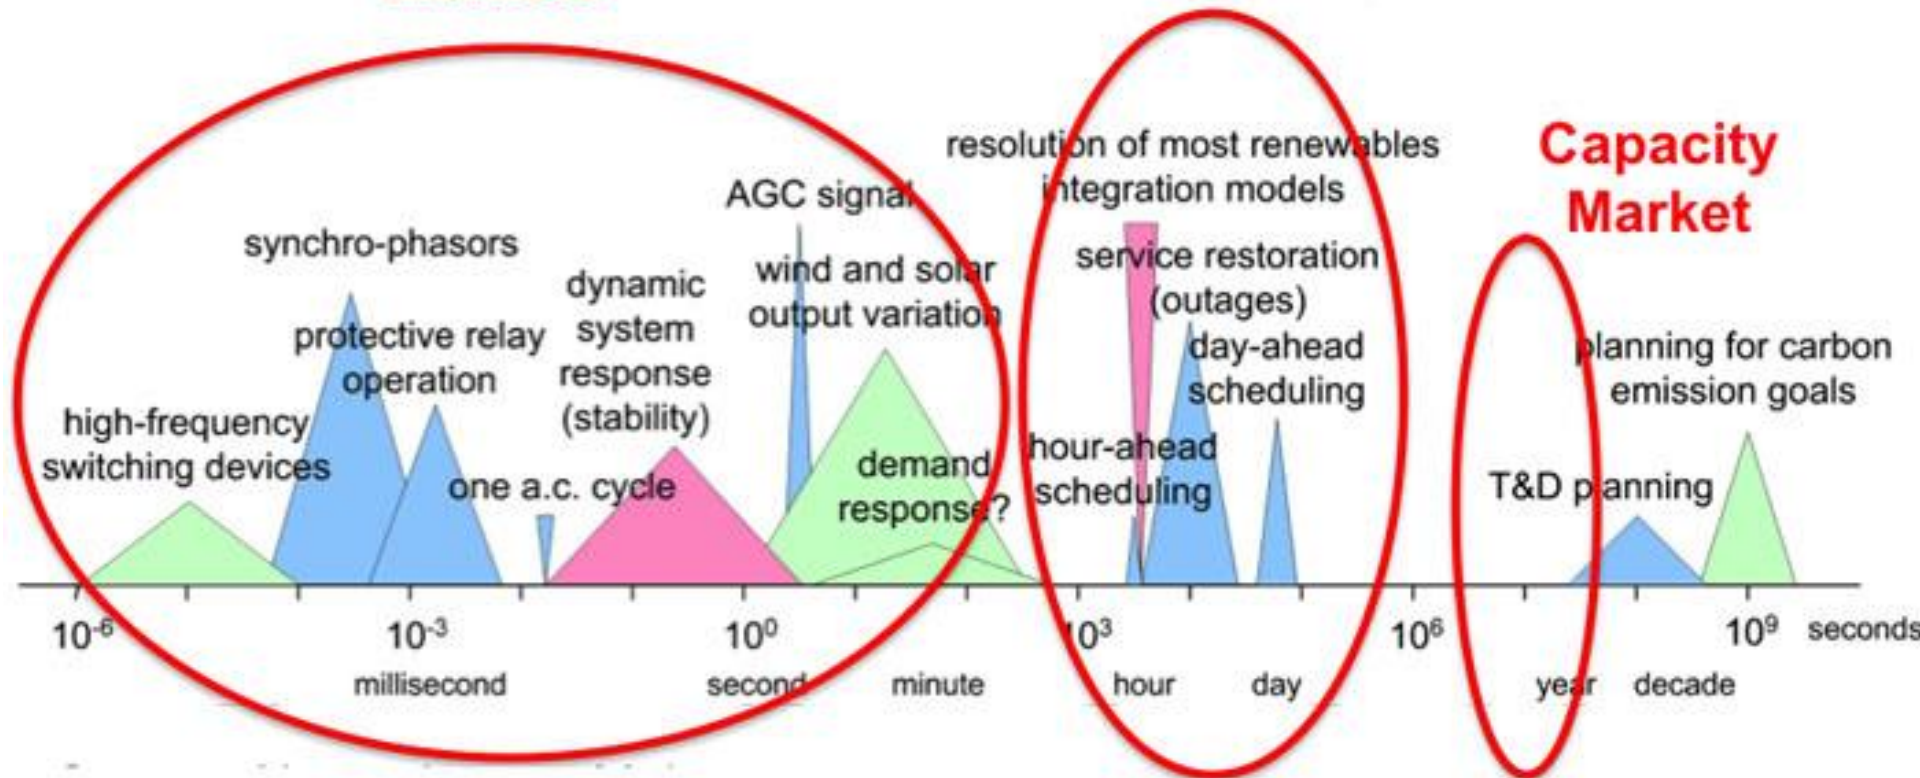 resolution of most renewables
integration models
Capacity
Market
AGC signal
synchro-phasors
wind and solar
output variation
service restoration
(outages)
dynamic
system
response
(stability)
protective relay
operation
day-ahead
scheduling
planning for carbon
emission goals
high-frequency
switching devices
one a.c. cycle
demand
response?
hour-ahead
scheduling
T&D planning
10-6 10-3 100 103 106 109 seconds
millisecond second minute hour day year decade